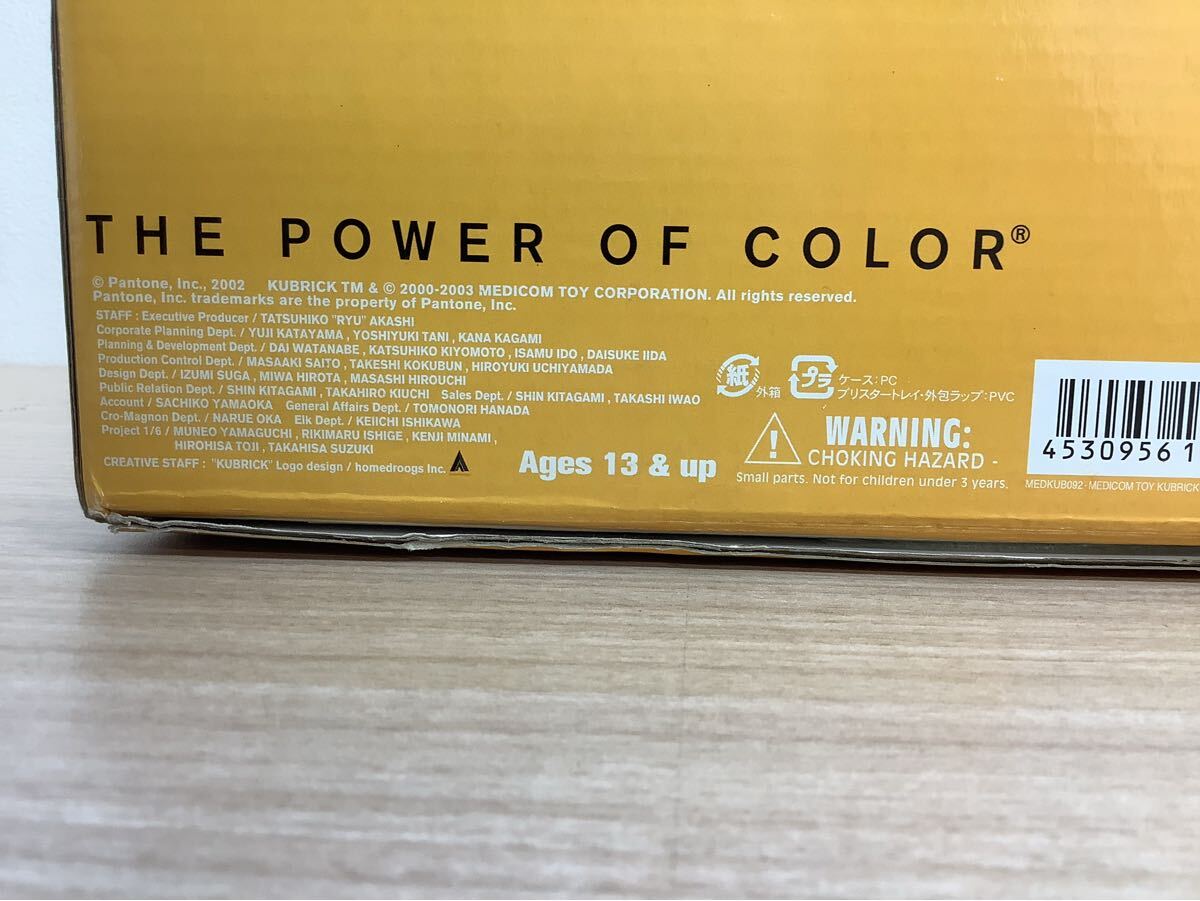 THE POWER OF COLOR®
© Pantone, Inc., 2002 KUBRICK TM & © 2000-2003 MEDICOM TOY CORPORATION. All rights reserved.
Pantone, Inc. trademarks are the property of Pantone, Inc.
STAFF : Executive Producer / TATSUHIKO "RYU" AKASHI
Corporate Planning Dept. / YUJI KATAYAMA , YOSHIYUKI TANI , KANA KAGAMI
Planning & Development Dept. / DAI WATANABE , KATSUHIKO KIYOMOTO , ISAMU IDO , DAISUKE IIDA
Production Control Dept. / MASAAKI SAITO , TAKESHI KOKUBUN , HIROYUKI UCHIYAMADA
Design Dept. / IZUMI SUGA , MIWA HIROTA , MASASHI HIROUCHI
Public Relation Dept. / SHIN KITAGAMI , TAKAHIRO KIUCHI Sales Dept. / SHIN KITAGAMI , TAKASHI IWAO
Account / SACHIKO YAMAOKA General Affairs Dept. / TOMONORI HANADA
Cro-Magnon Dept. / NARUE OKA Elk Dept. / KEIICHI ISHIKAWA
Project 1/6 / MUNEO YAMAGUCHI , RIKIMARU ISHIGE , KENJI MINAMI ,
HIROHISA TOJI , TAKAHISA SUZUKI
CREATIVE STAFF : "KUBRICK" Logo design / homedroogs Inc.
Ages 13 & up
紙 外箱
プラ ケース:PC
ブリスタートレイ・外包ラップ:PVC
WARNING:
CHOKING HAZARD -
Small parts. Not for children under 3 years.
4530956 1
MEDKUB092 - MEDICOM TOY KUBRICK